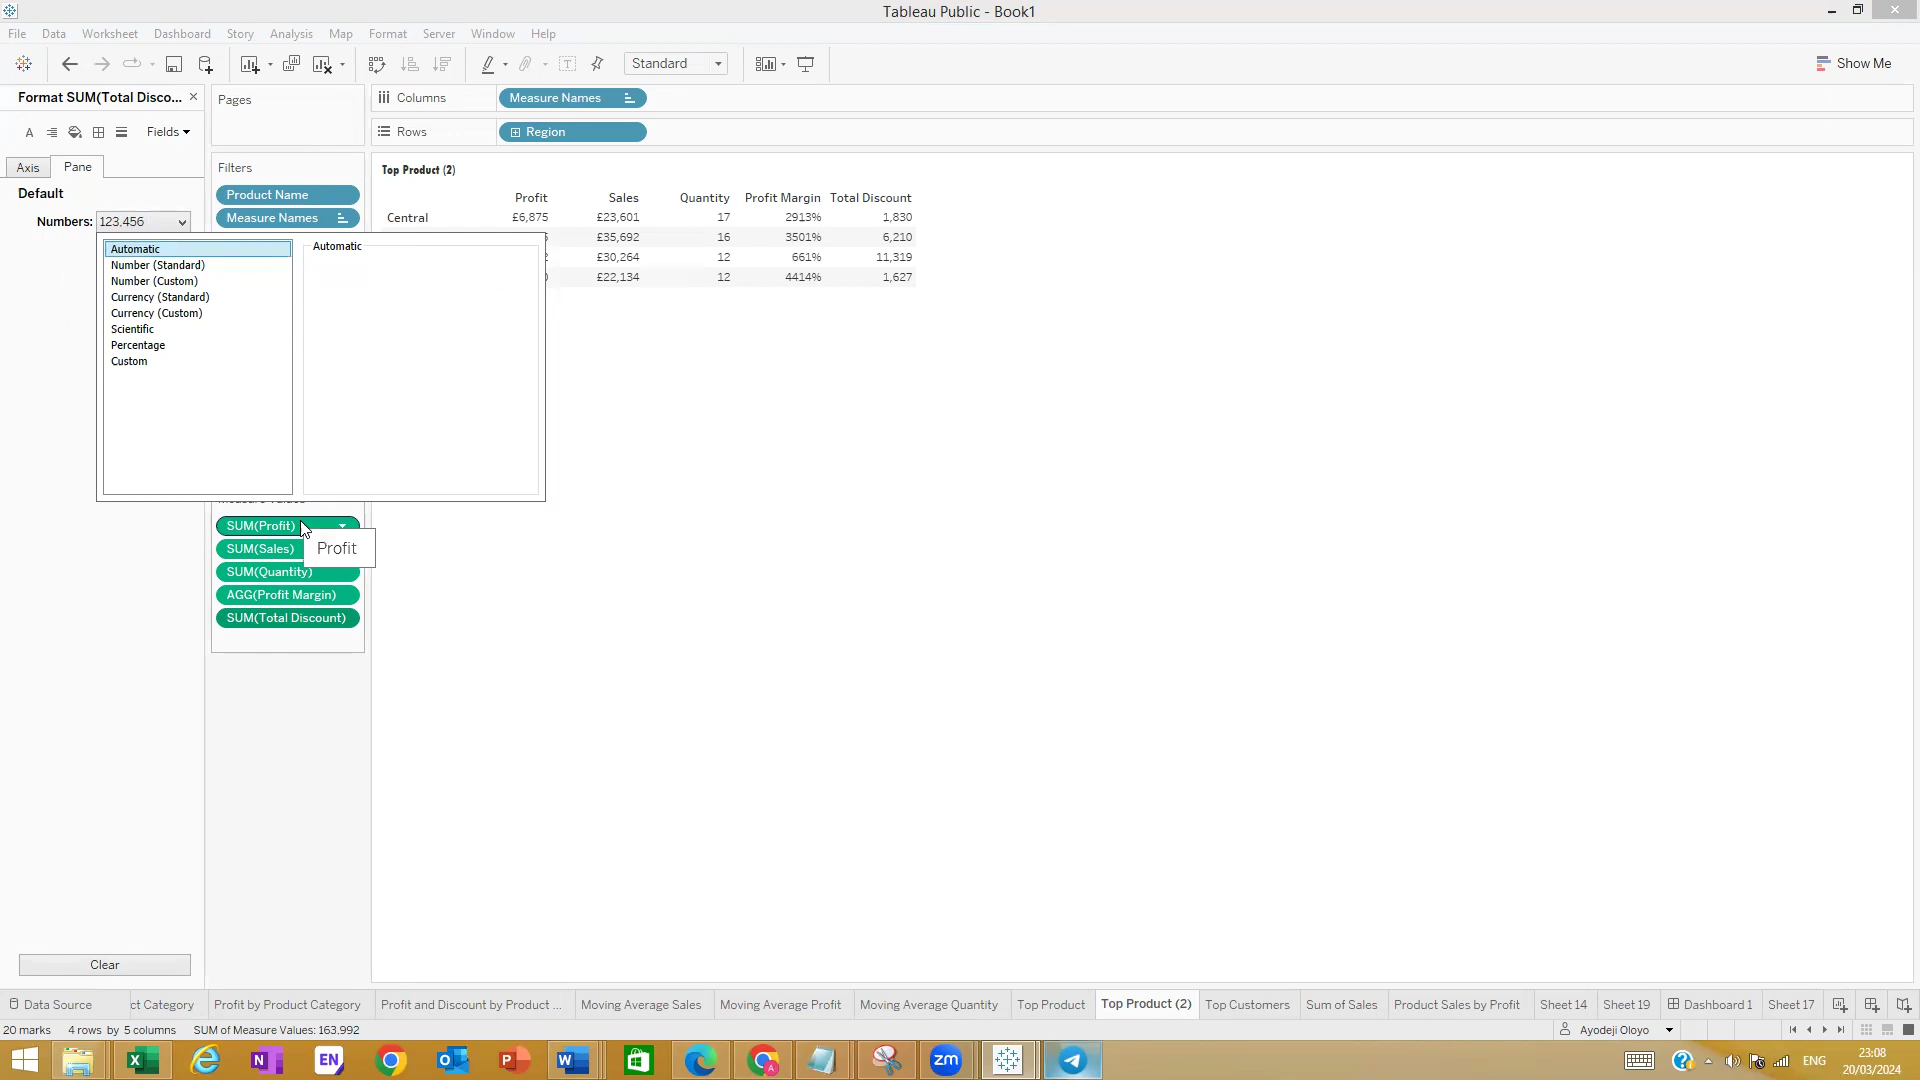 Tableau Public - Book1
File Data Worksheet Dashboard Story Analysis Map Format Server Window Help
Standard
Show Me
Format SUM(Total Disco... ×
Fields
Axis Pane
Default
Numbers: 123,456
Automatic
Number (Standard)
Number (Custom)
Currency (Standard)
Currency (Custom)
Scientific
Percentage
Custom
Automatic
Clear
Pages
Filters
Product Name
Measure Names
SUM(Profit)
SUM(Sales)
SUM(Quantity)
AGG(Profit Margin)
SUM(Total Discount)
Profit
Columns Measure Names
Rows Region
Top Product (2)
Profit Sales Quantity Profit Margin Total Discount
Central £6,875 £23,601 17 2913% 1,830
£35,692 16 3501% 6,210
£30,264 12 661% 11,319
£22,134 12 4414% 1,627
Data Source ct Category Profit by Product Category Profit and Discount by Product ... Moving Average Sales Moving Average Profit Moving Average Quantity Top Product Top Product (2) Top Customers Sum of Sales Product Sales by Profit Sheet 14 Sheet 19 Dashboard 1 Sheet 17
20 marks 4 rows by 5 columns SUM of Measure Values: 163,992
Ayodeji Oloyo
ENG
23:08
20/03/2024